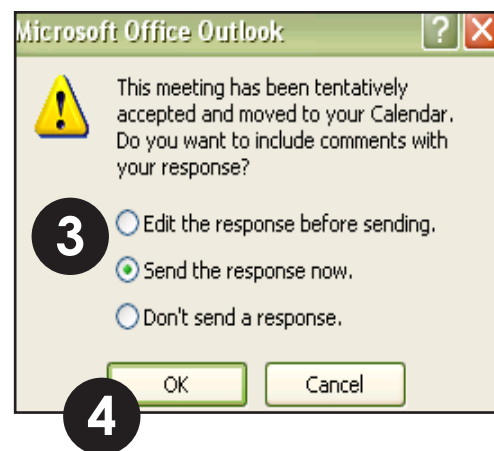 Microsoft Office Outlook
This meeting has been tentatively
accepted and moved to your Calendar.
Do you want to include comments with
your response?
3
Edit the response before sending.
Send the response now.
Don't send a response.
OK
Cancel
4